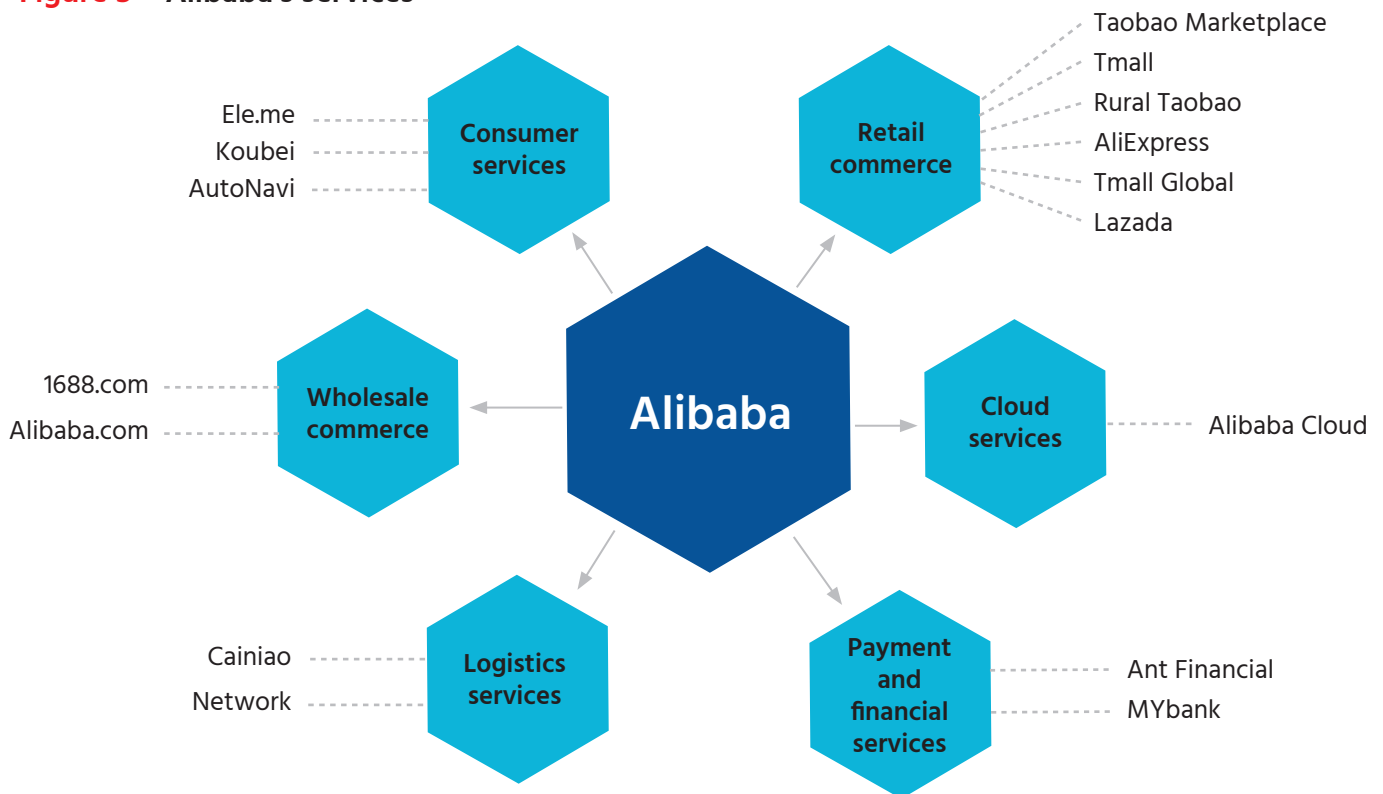 Alibaba's services
Taobao Marketplace
Tmall
Rural Taobao
AliExpress
Tmall Global
Lazada
Retail
commerce
Ele.me
Koubei
AutoNavi
Consumer
services
1688.com
Alibaba.com
Wholesale
commerce
Alibaba
Cloud
services
Alibaba Cloud
Cainiao
Network
Logistics
services
Payment
and
financial
services
Ant Financial
MYbank